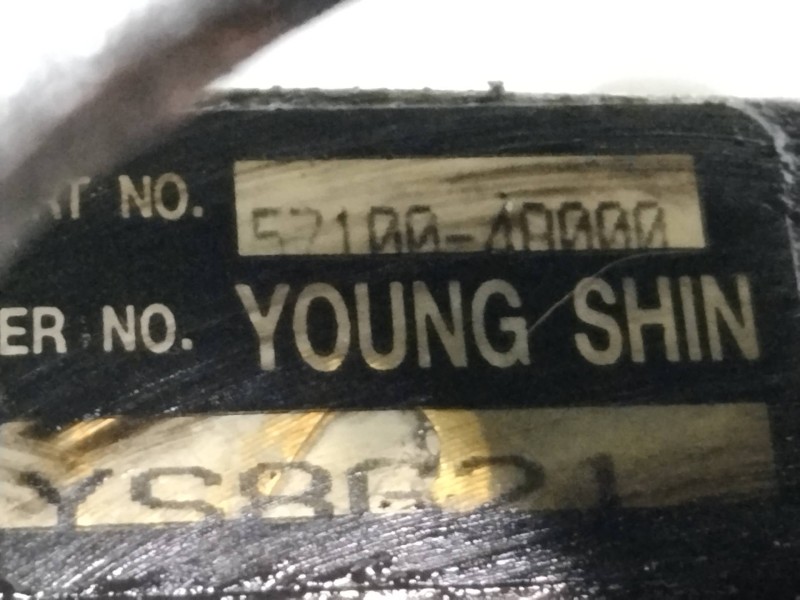 RT NO. 57100-4A000
ER NO. YOUNG SHIN